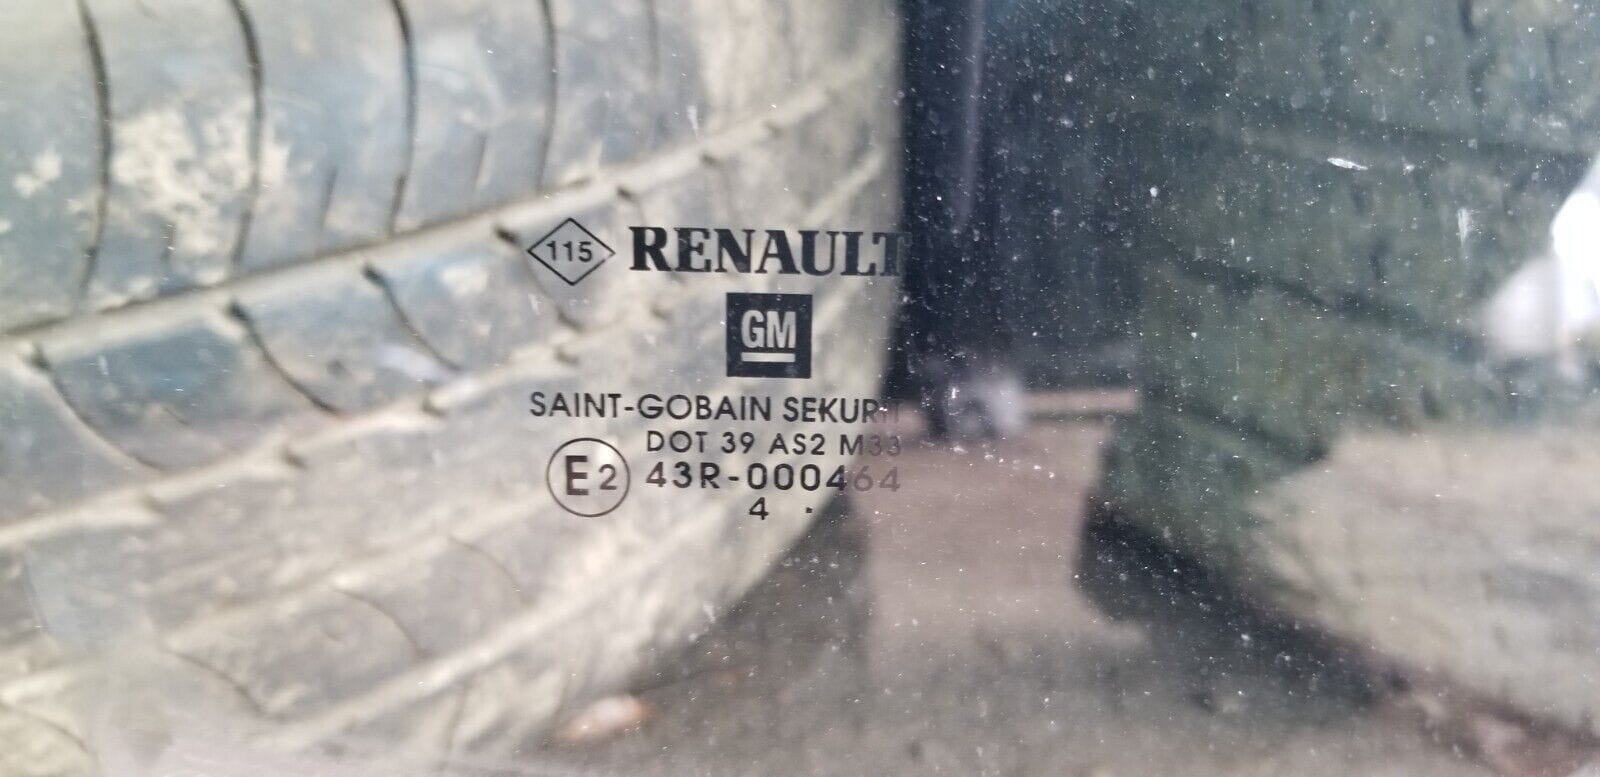 115 RENAULT
GM
SAINT-GOBAIN SEKURIT
DOT 39 AS2 M33
E2 43R-000464
4 .